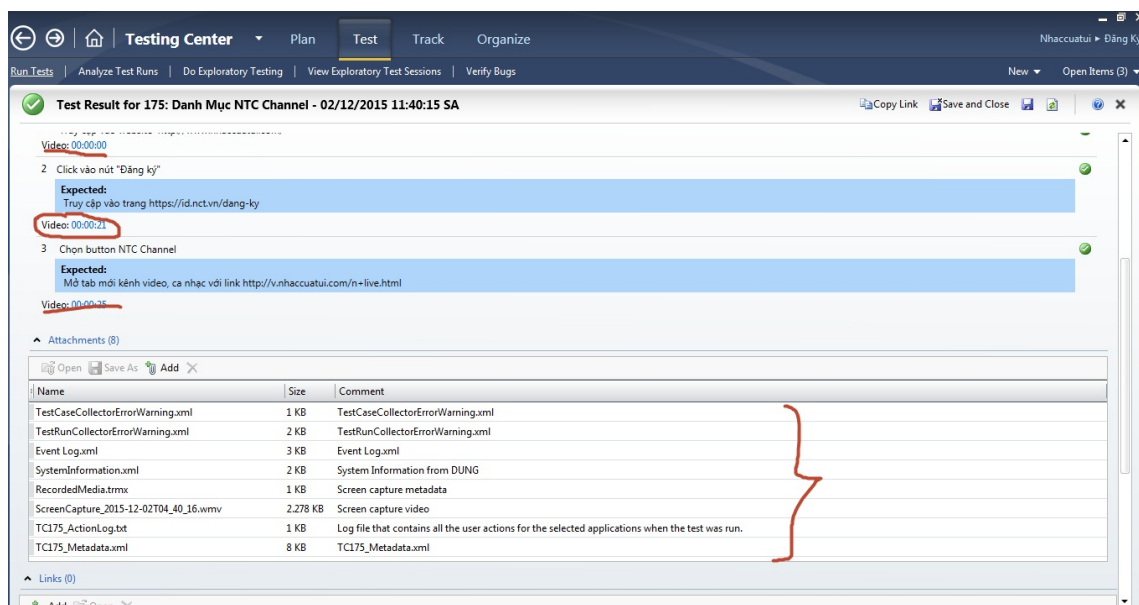 Testing Center Plan Test Track Organize
Nhaccuatui ▸ Đăng Ký
Run Tests | Analyze Test Runs | Do Exploratory Testing | View Exploratory Test Sessions | Verify Bugs
New Open Items (3)
Test Result for 175: Danh Mục NTC Channel - 02/12/2015 11:40:15 SA
Copy Link Save and Close
Video: 00:00:00
2 Click vào nút "Đăng ký"
Expected:
Truy cập vào trang https://id.nct.vn/dang-ky
Video: 00:00:21
3 Chọn button NTC Channel
Expected:
Mở tab mới kênh video, ca nhạc với link http://v.nhaccuatui.com/n+live.html
Video: 00:00:25
Attachments (8)
Open Save As Add
Name Size Comment
TestCaseCollectorErrorWarning.xml 1 KB TestCaseCollectorErrorWarning.xml
TestRunCollectorErrorWarning.xml 2 KB TestRunCollectorErrorWarning.xml
Event Log.xml 3 KB Event Log.xml
SystemInformation.xml 2 KB System Information from DUNG
RecordedMedia.trmx 1 KB Screen capture metadata
ScreenCapture_2015-12-02T04_40_16.wmv 2.278 KB Screen capture video
TC175_ActionLog.txt 1 KB Log file that contains all the user actions for the selected applications when the test was run.
TC175_Metadata.xml 8 KB TC175_Metadata.xml
Links (0)